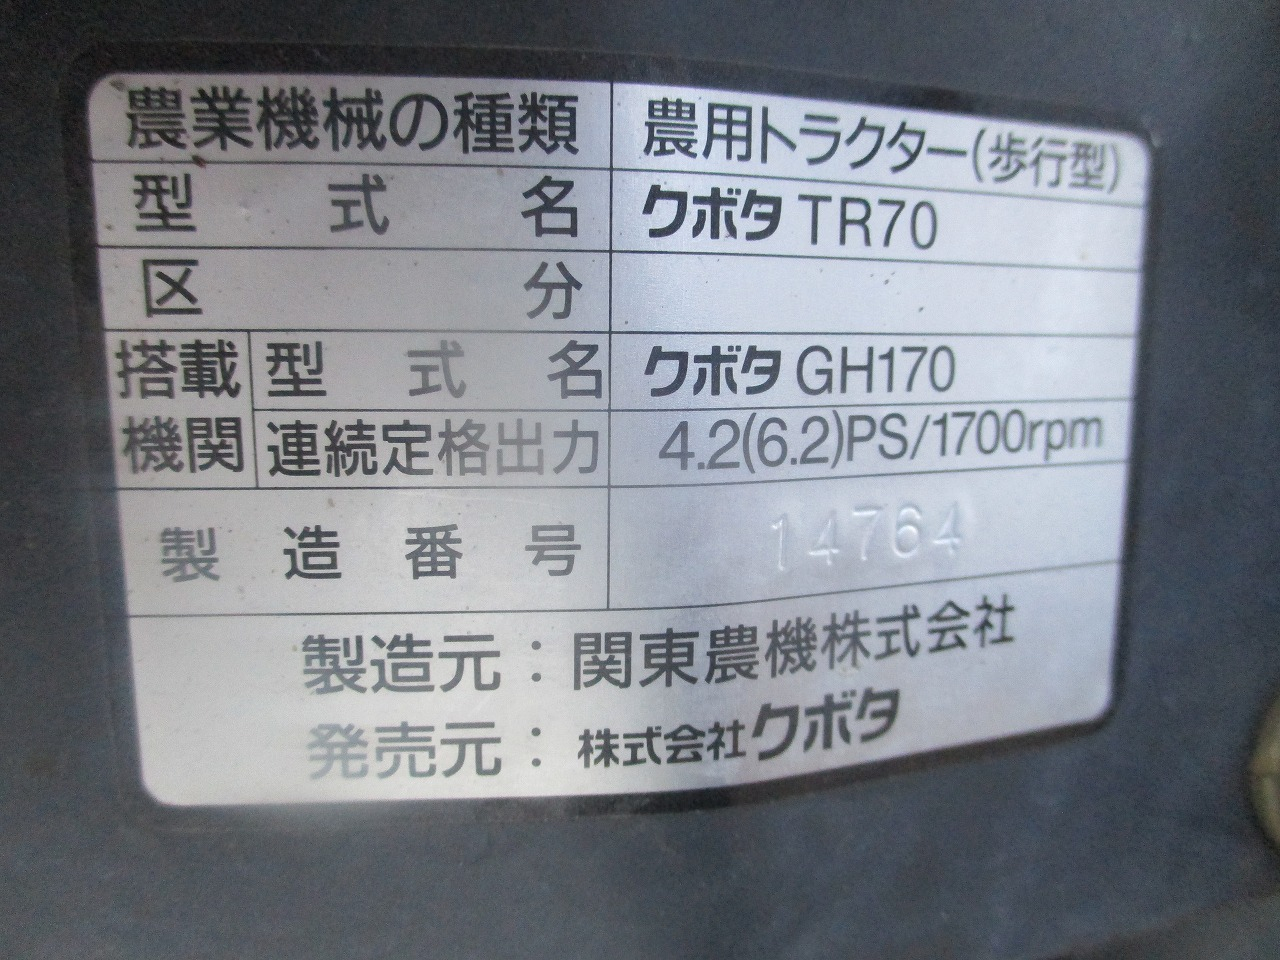 農業機械の種類 農用トラクター(歩行型)
型式名 クボタ TR70
区分
搭載機関 型式名 クボタ GH170
連続定格出力 4.2(6.2)PS/1700rpm
製造番号 14764
製造元：関東農機株式会社
発売元：株式会社クボタ